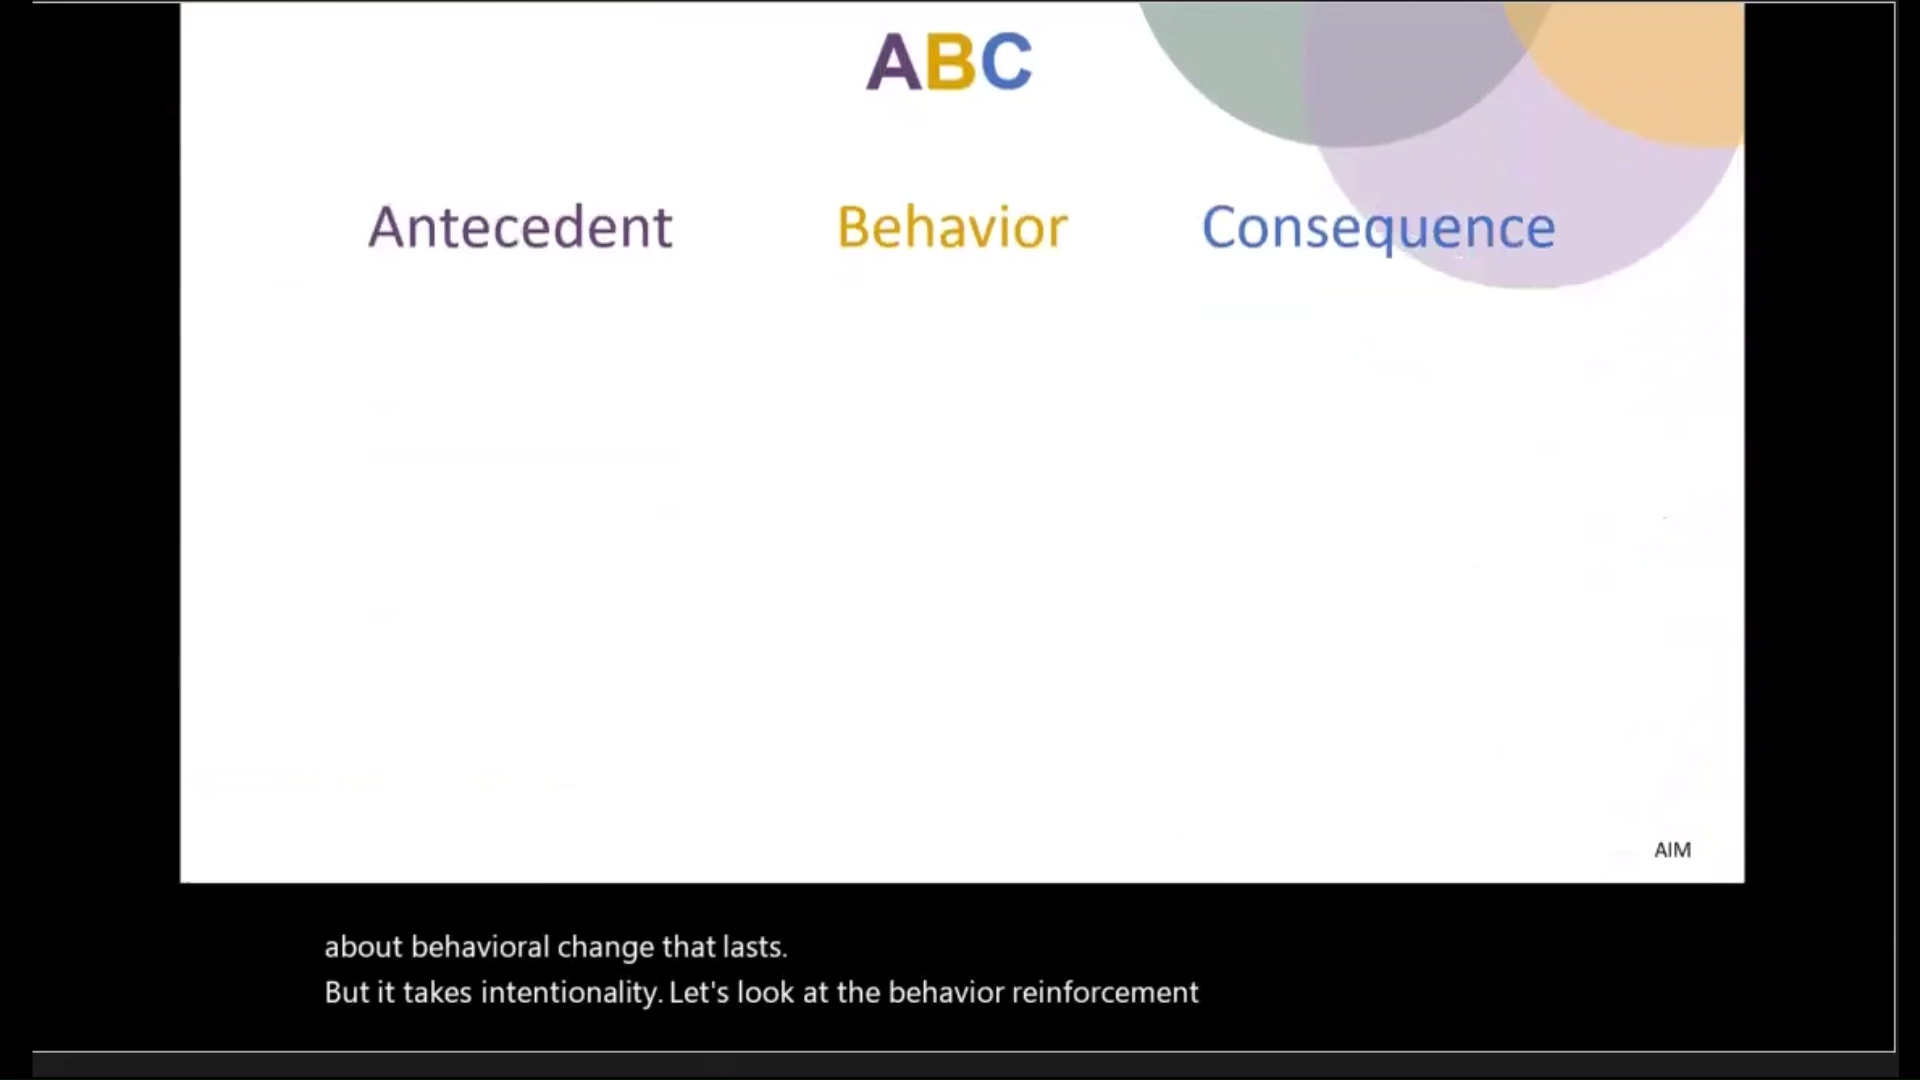 ABC
Antecedent Behavior Consequence
AIM
about behavioral change that lasts.
But it takes intentionality. Let's look at the behavior reinforcement